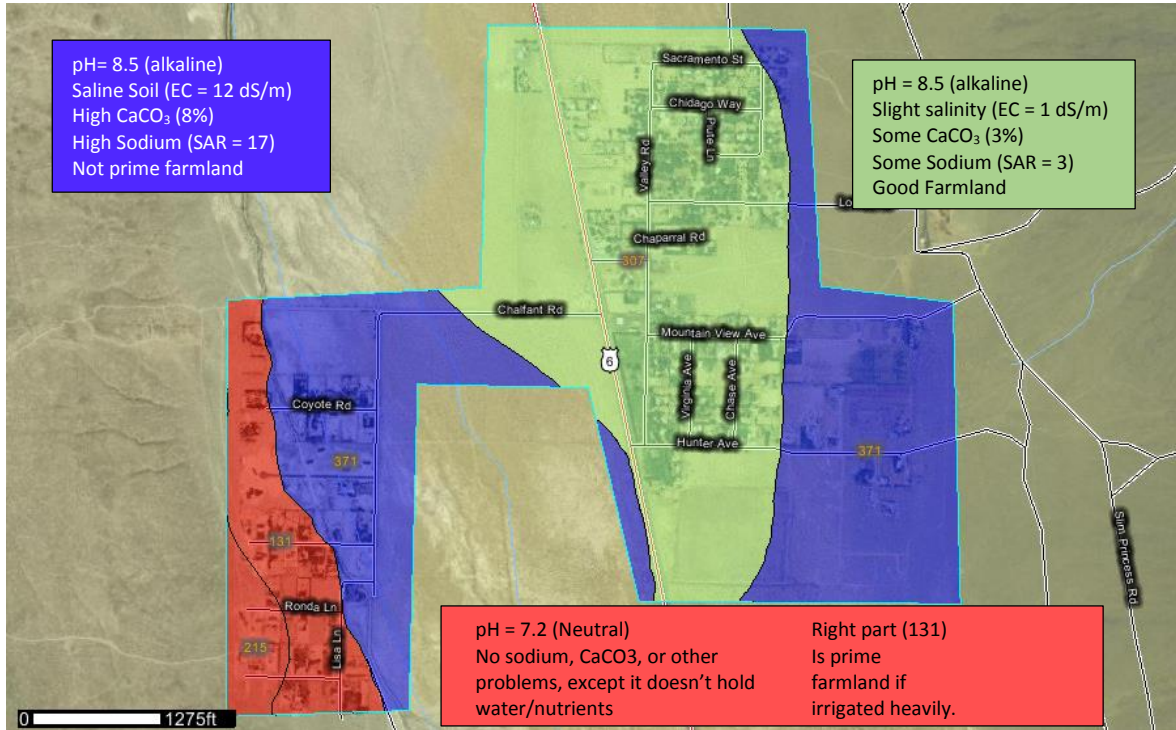 pH= 8.5 (alkaline)
Saline Soil (EC = 12 dS/m)
High CaCO₃ (8%)
High Sodium (SAR = 17)
Not prime farmland
pH = 8.5 (alkaline)
Slight salinity (EC = 1 dS/m)
Some CaCO₃ (3%)
Some Sodium (SAR = 3)
Good Farmland
Sacramento St
Chidago Way
Piute Ln
Valley Rd
Lo
Chaparral Rd
307
Chalfant Rd
Mountain View Ave
6
Virginia Ave
Chase Ave
Coyote Rd
Hunter Ave
371
371
Slim Princess Rd
131
Ronda Ln
215
Lisa Ln
pH = 7.2 (Neutral)
No sodium, CaCO3, or other
problems, except it doesn’t hold
water/nutrients
Right part (131)
Is prime
farmland if
irrigated heavily.
0 1275ft